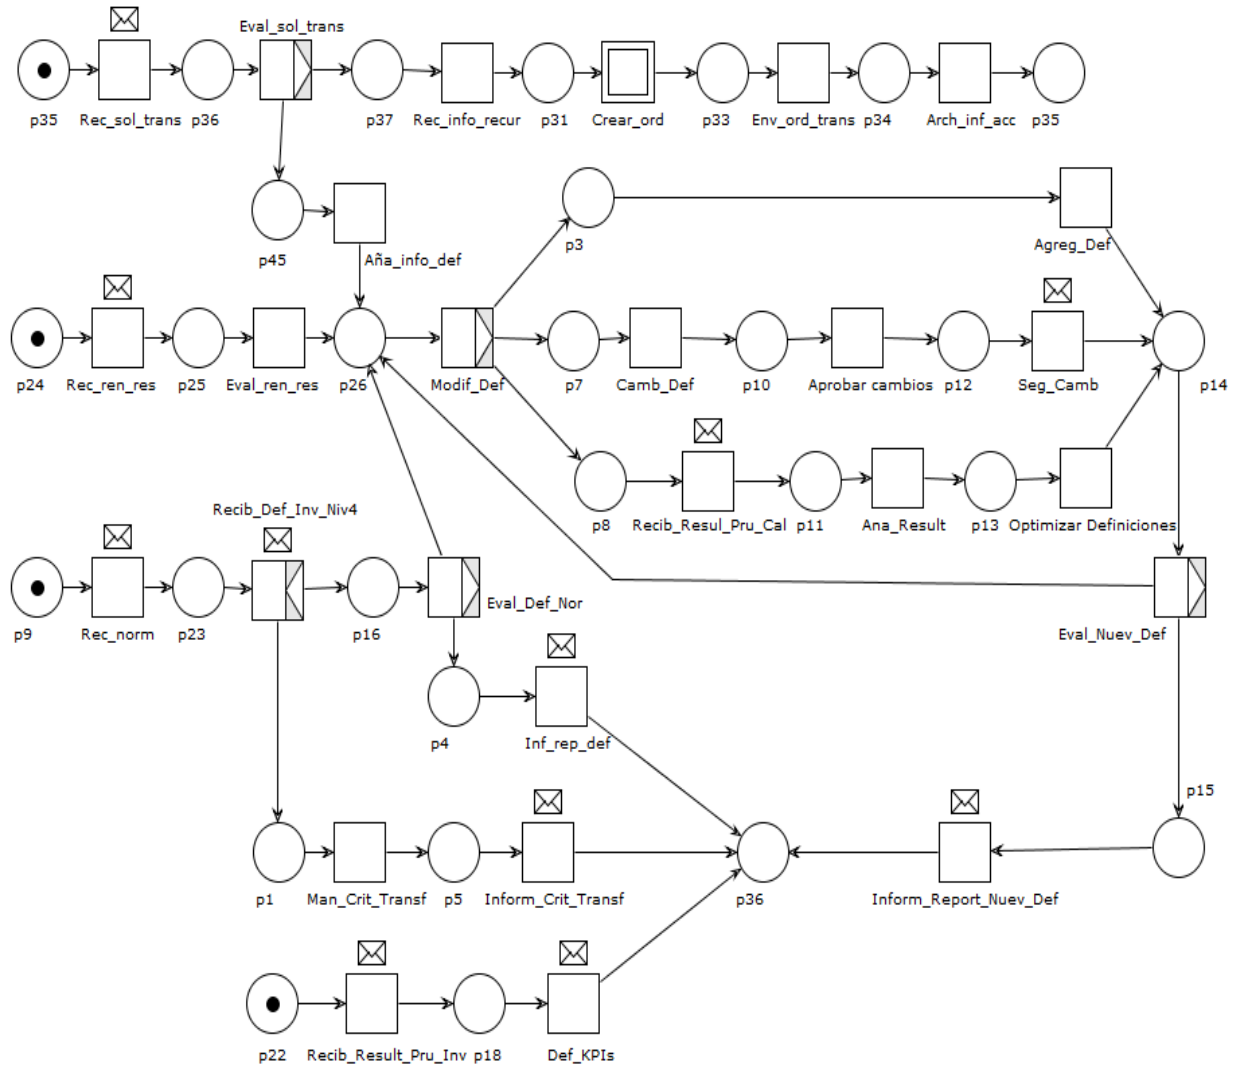 Eval_sol_trans
p35
Rec_sol_trans
p36
p37
Rec_info_recur
p31
Crear_ord
p33
Env_ord_trans
p34
Arch_inf_acc
p35
p45
Aña_info_def
p3
Agreg_Def
p24
Rec_ren_res
p25
Eval_ren_res
p26
Modif_Def
p7
Camb_Def
p10
Aprobar cambios
p12
Seg_Camb
p14
p8
Recib_Resul_Pru_Cal
p11
Ana_Result
p13
Optimizar Definiciones
Recib_Def_Inv_Niv4
p9
Rec_norm
p23
p16
Eval_Def_Nor
Eval_Nuev_Def
p4
Inf_rep_def
p15
p1
Man_Crit_Transf
p5
Inform_Crit_Transf
p36
Inform_Report_Nuev_Def
p22
Recib_Result_Pru_Inv
p18
Def_KPIs